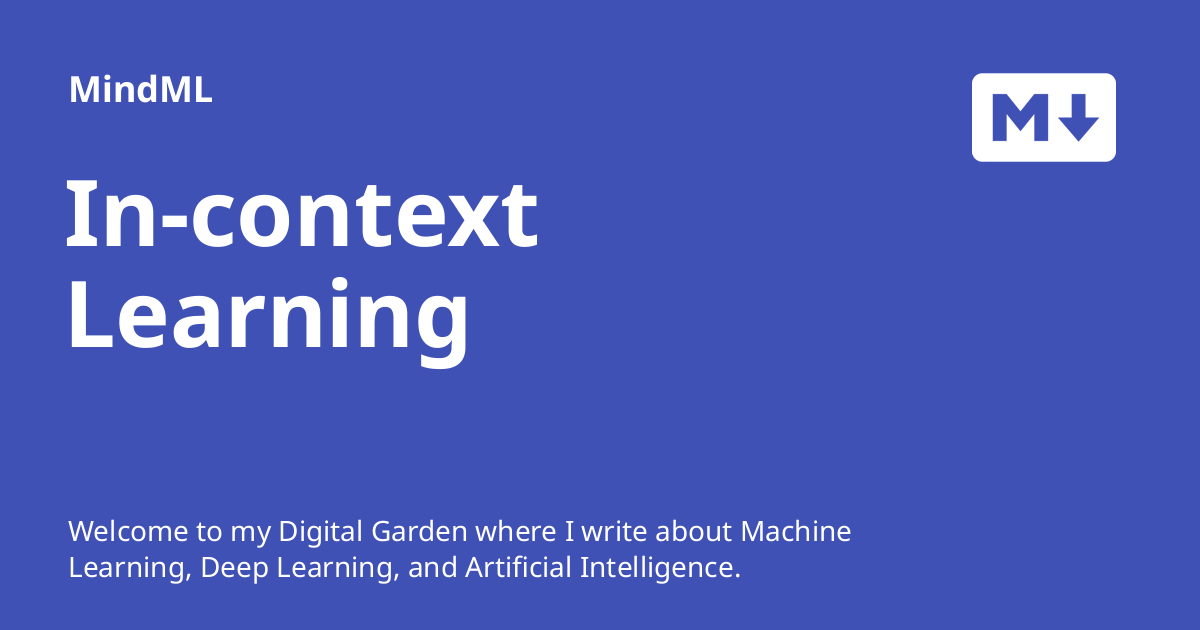 MindML
M
In-context
Learning
Welcome to my Digital Garden where I write about Machine
Learning, Deep Learning, and Artificial Intelligence.